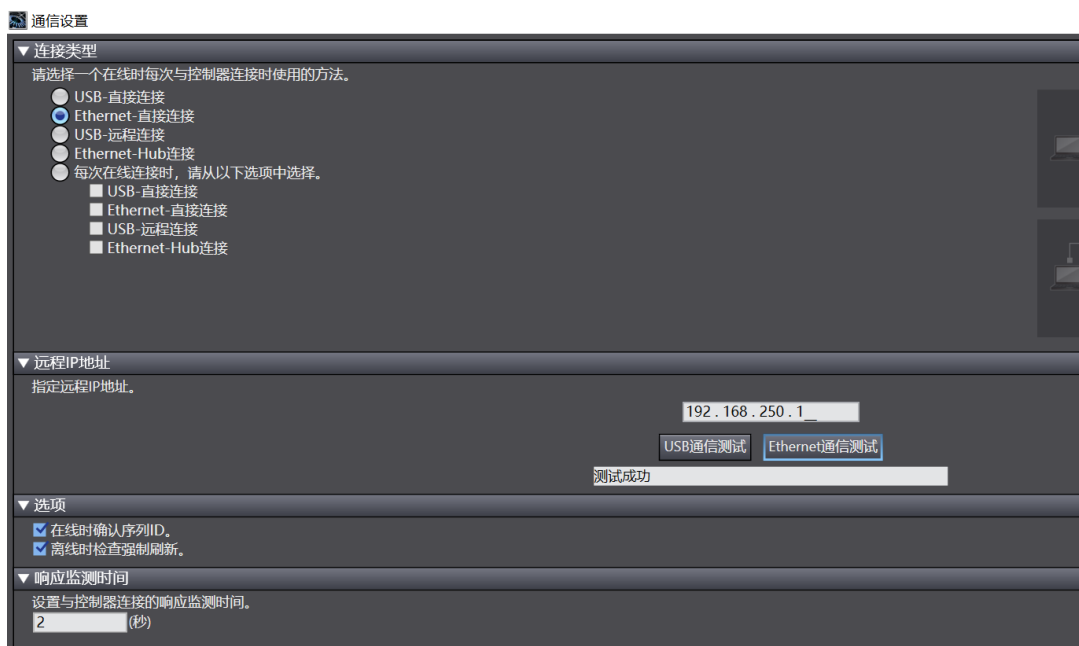 通信设置
▼连接类型
请选择一个在线时每次与控制器连接时使用的方法。
USB-直接连接
Ethernet-直接连接
USB-远程连接
Ethernet-Hub连接
每次在线连接时，请从以下选项中选择。
USB-直接连接
Ethernet-直接连接
USB-远程连接
Ethernet-Hub连接
▼远程IP地址
指定远程IP地址。
192 . 168 . 250 . 1__
USB通信测试 Ethernet通信测试
测试成功
▼选项
在线时确认序列ID。
离线时检查强制刷新。
▼响应监测时间
设置与控制器连接的响应监测时间。
2 (秒)